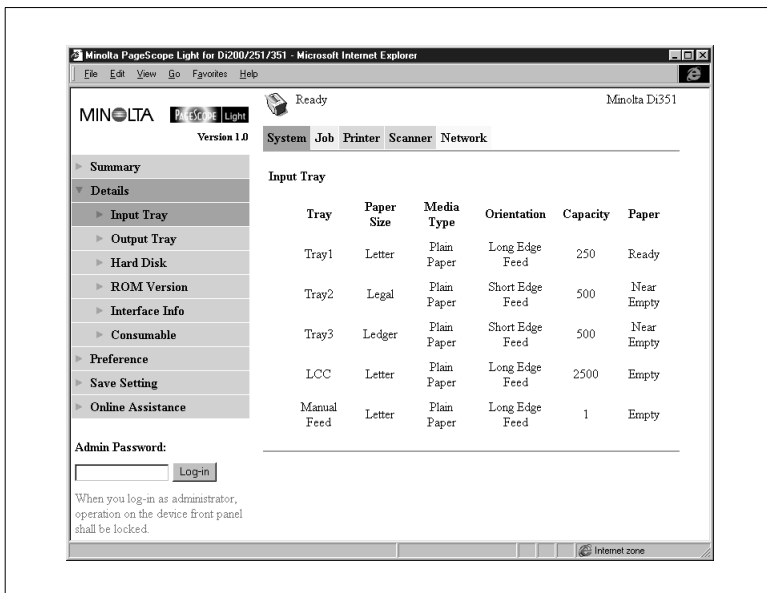 Minolta PageScope Light for Di200/251/351 - Microsoft Internet Explorer
File Edit View Go Favorites Help
MINOLTA PAGESCOPE Light
Version 1.0
Ready
Minolta Di351
System Job Printer Scanner Network
Summary
Details
Input Tray
Output Tray
Hard Disk
ROM Version
Interface Info
Consumable
Preference
Save Setting
Online Assistance
Admin Password:
Log-in
When you log-in as administrator,
operation on the device front panel
shall be locked.
Input Tray
Tray Paper Size Media Type Orientation Capacity Paper
Tray1 Letter Plain Paper Long Edge Feed 250 Ready
Tray2 Legal Plain Paper Short Edge Feed 500 Near Empty
Tray3 Ledger Plain Paper Short Edge Feed 500 Near Empty
LCC Letter Plain Paper Long Edge Feed 2500 Empty
Manual Feed Letter Plain Paper Long Edge Feed 1 Empty
Internet zone